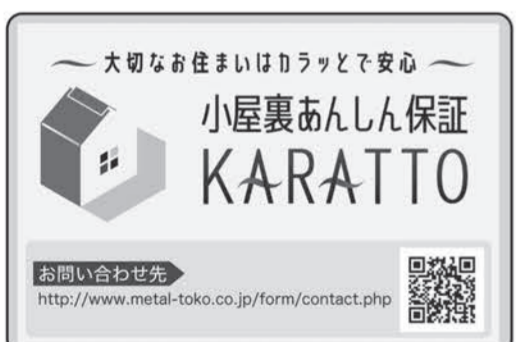 大切なお住まいはカラッとで安心
小屋裏あんしん保証
KARATTO
お問い合わせ先
http://www.metal-toko.co.jp/form/contact.php